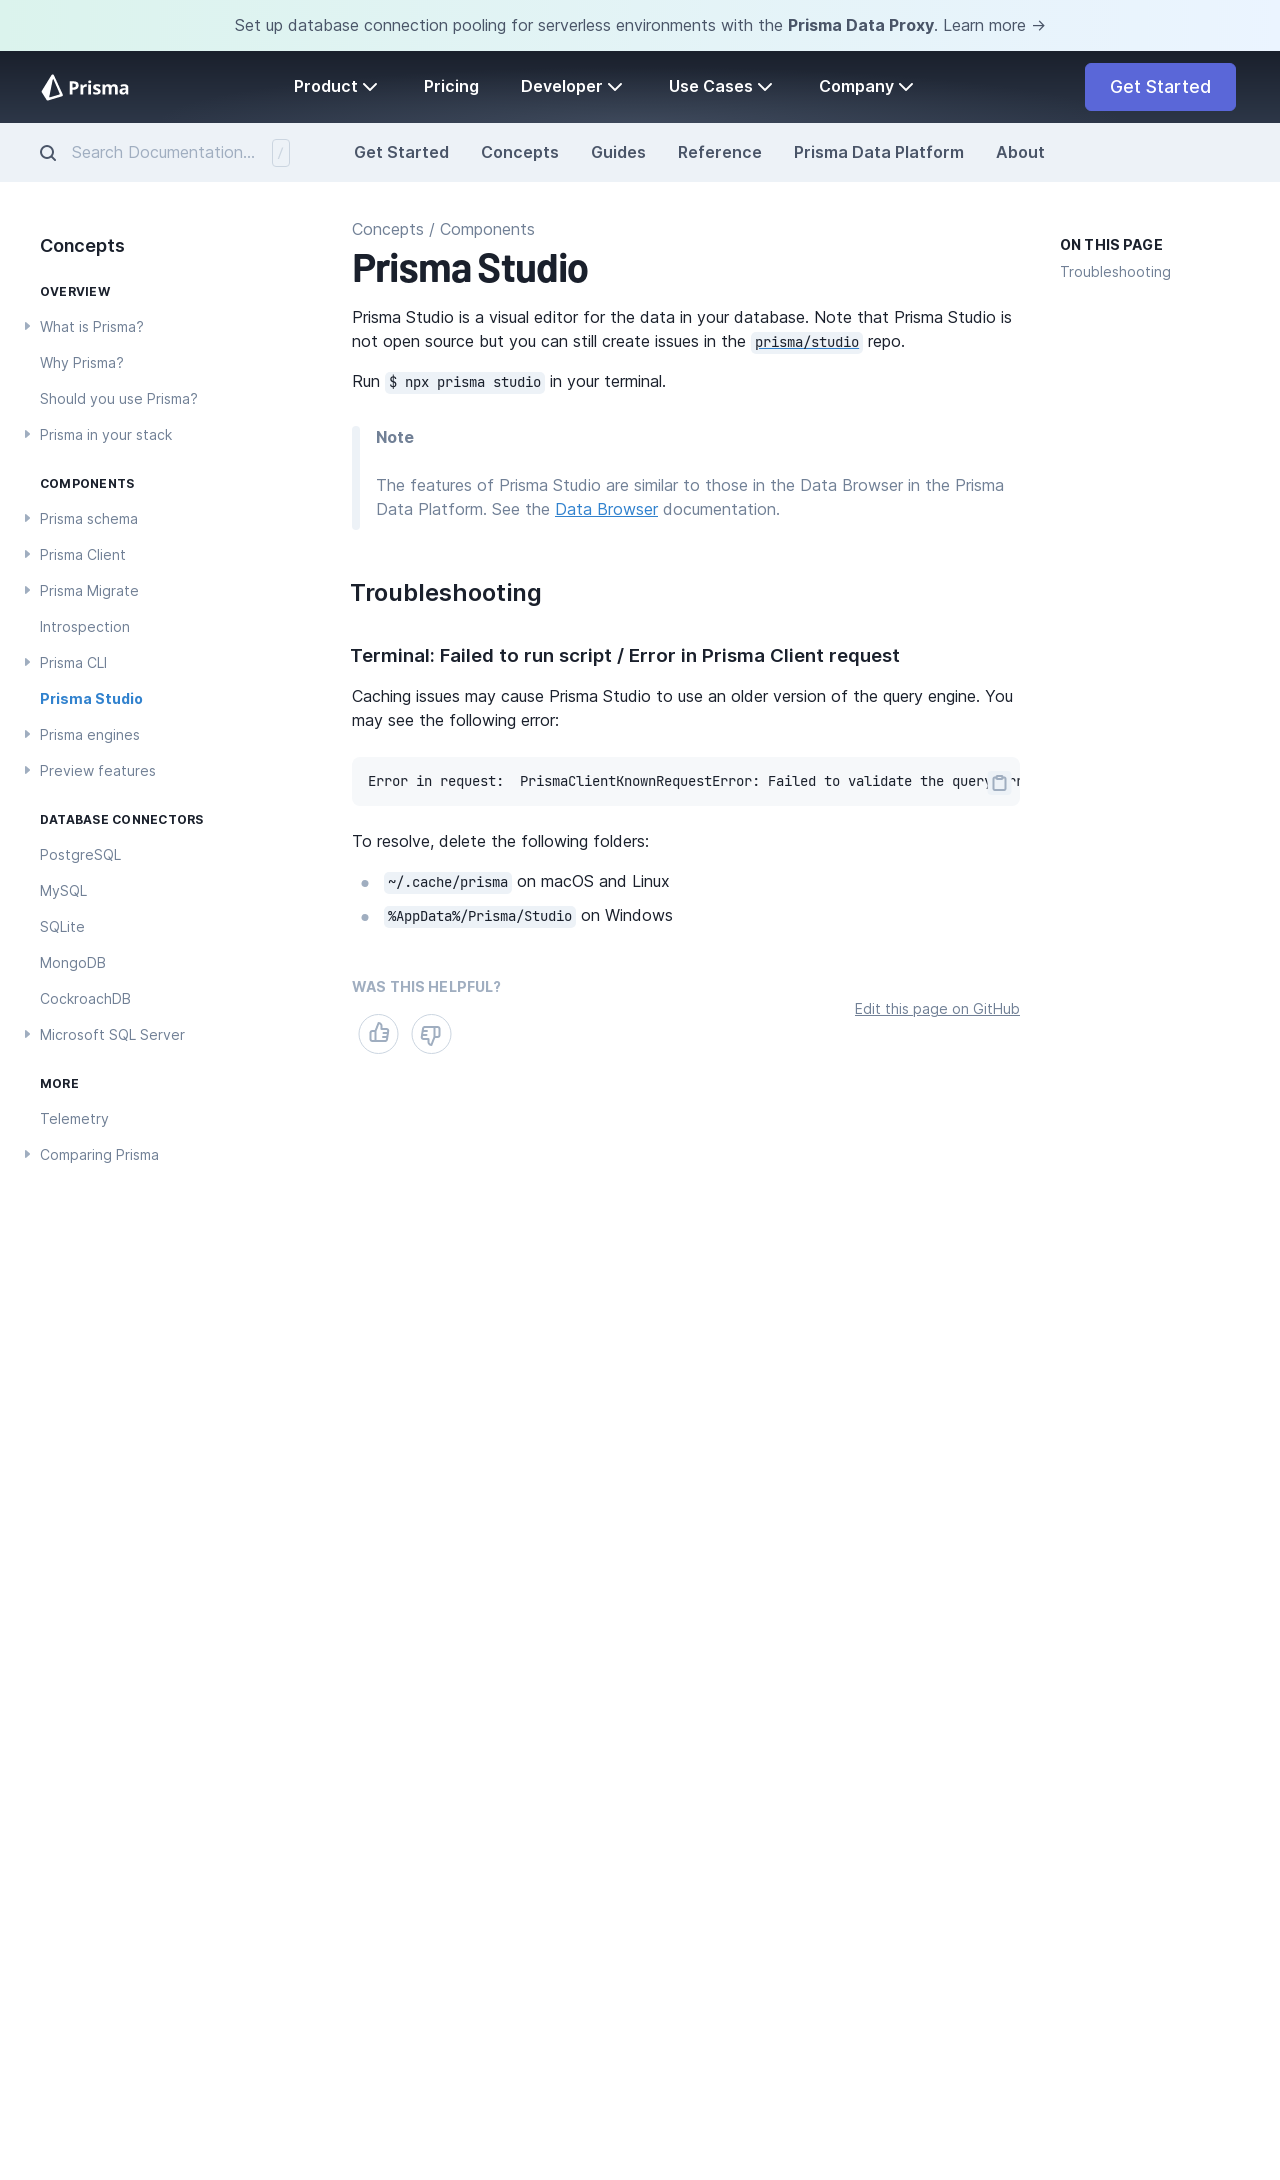 Set up database connection pooling for serverless environments with the Prisma Data Proxy. Learn more →
Prisma
Product
Pricing
Developer
Use Cases
Company
Get Started
Search Documentation...
/
Get Started
Concepts
Guides
Reference
Prisma Data Platform
About
Concepts
OVERVIEW
What is Prisma?
Why Prisma?
Should you use Prisma?
Prisma in your stack
COMPONENTS
Prisma schema
Prisma Client
Prisma Migrate
Introspection
Prisma CLI
Prisma Studio
Prisma engines
Preview features
DATABASE CONNECTORS
PostgreSQL
MySQL
SQLite
MongoDB
CockroachDB
Microsoft SQL Server
MORE
Telemetry
Comparing Prisma
Concepts / Components
Prisma Studio
Prisma Studio is a visual editor for the data in your database. Note that Prisma Studio is
not open source but you can still create issues in the prisma/studio repo.
Run $ npx prisma studio in your terminal.
Note
The features of Prisma Studio are similar to those in the Data Browser in the Prisma
Data Platform. See the Data Browser documentation.
Troubleshooting
Terminal: Failed to run script / Error in Prisma Client request
Caching issues may cause Prisma Studio to use an older version of the query engine. You
may see the following error:
Error in request:  PrismaClientKnownRequestError: Failed to validate the query
To resolve, delete the following folders:
~/.cache/prisma on macOS and Linux
%AppData%/Prisma/Studio on Windows
WAS THIS HELPFUL?
Edit this page on GitHub
ON THIS PAGE
Troubleshooting